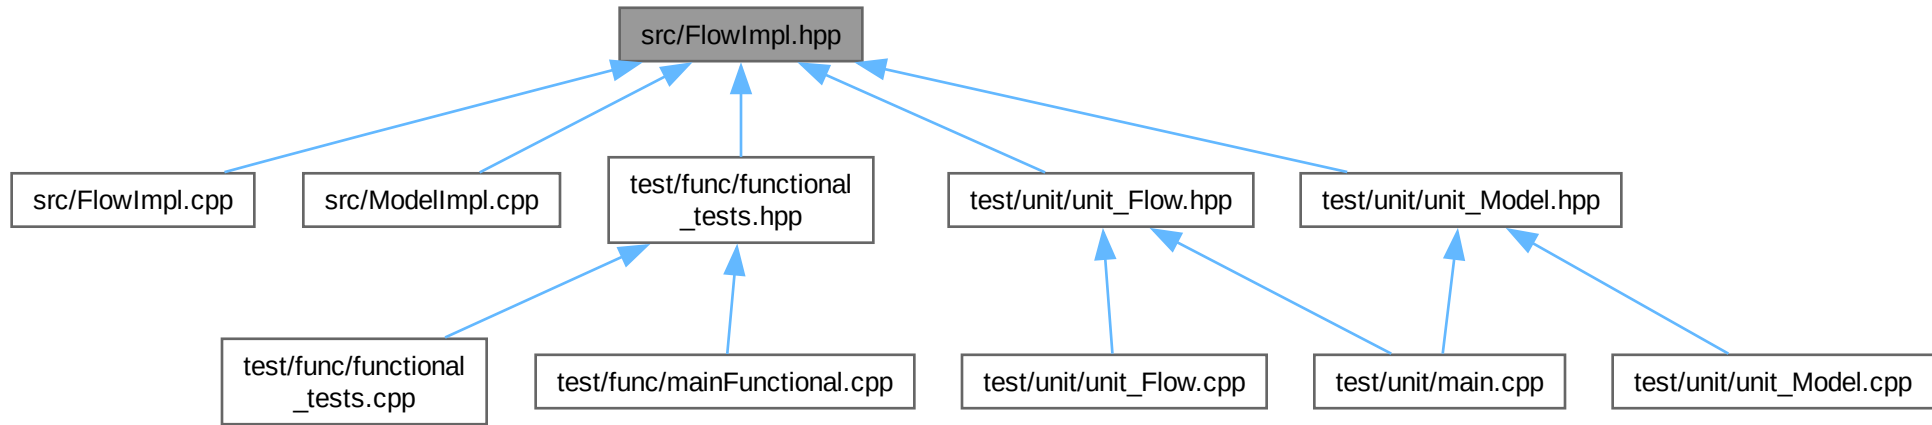 src/FlowImpl.hpp
src/FlowImpl.cpp
src/ModelImpl.cpp
test/func/functional
_tests.hpp
test/unit/unit_Flow.hpp
test/unit/unit_Model.hpp
test/func/functional
_tests.cpp
test/func/mainFunctional.cpp
test/unit/unit_Flow.cpp
test/unit/main.cpp
test/unit/unit_Model.cpp